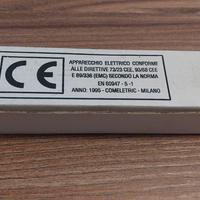 CE
APPARECCHIO ELETTRICO CONFORME
ALLE DIRETTIVE 73/23 CEE, 93/68 CEE
E 89/336 (EMC) SECONDO LA NORMA
EN 60947 - 5 -1
ANNO: 1995 - COMELETRIC - MILANO